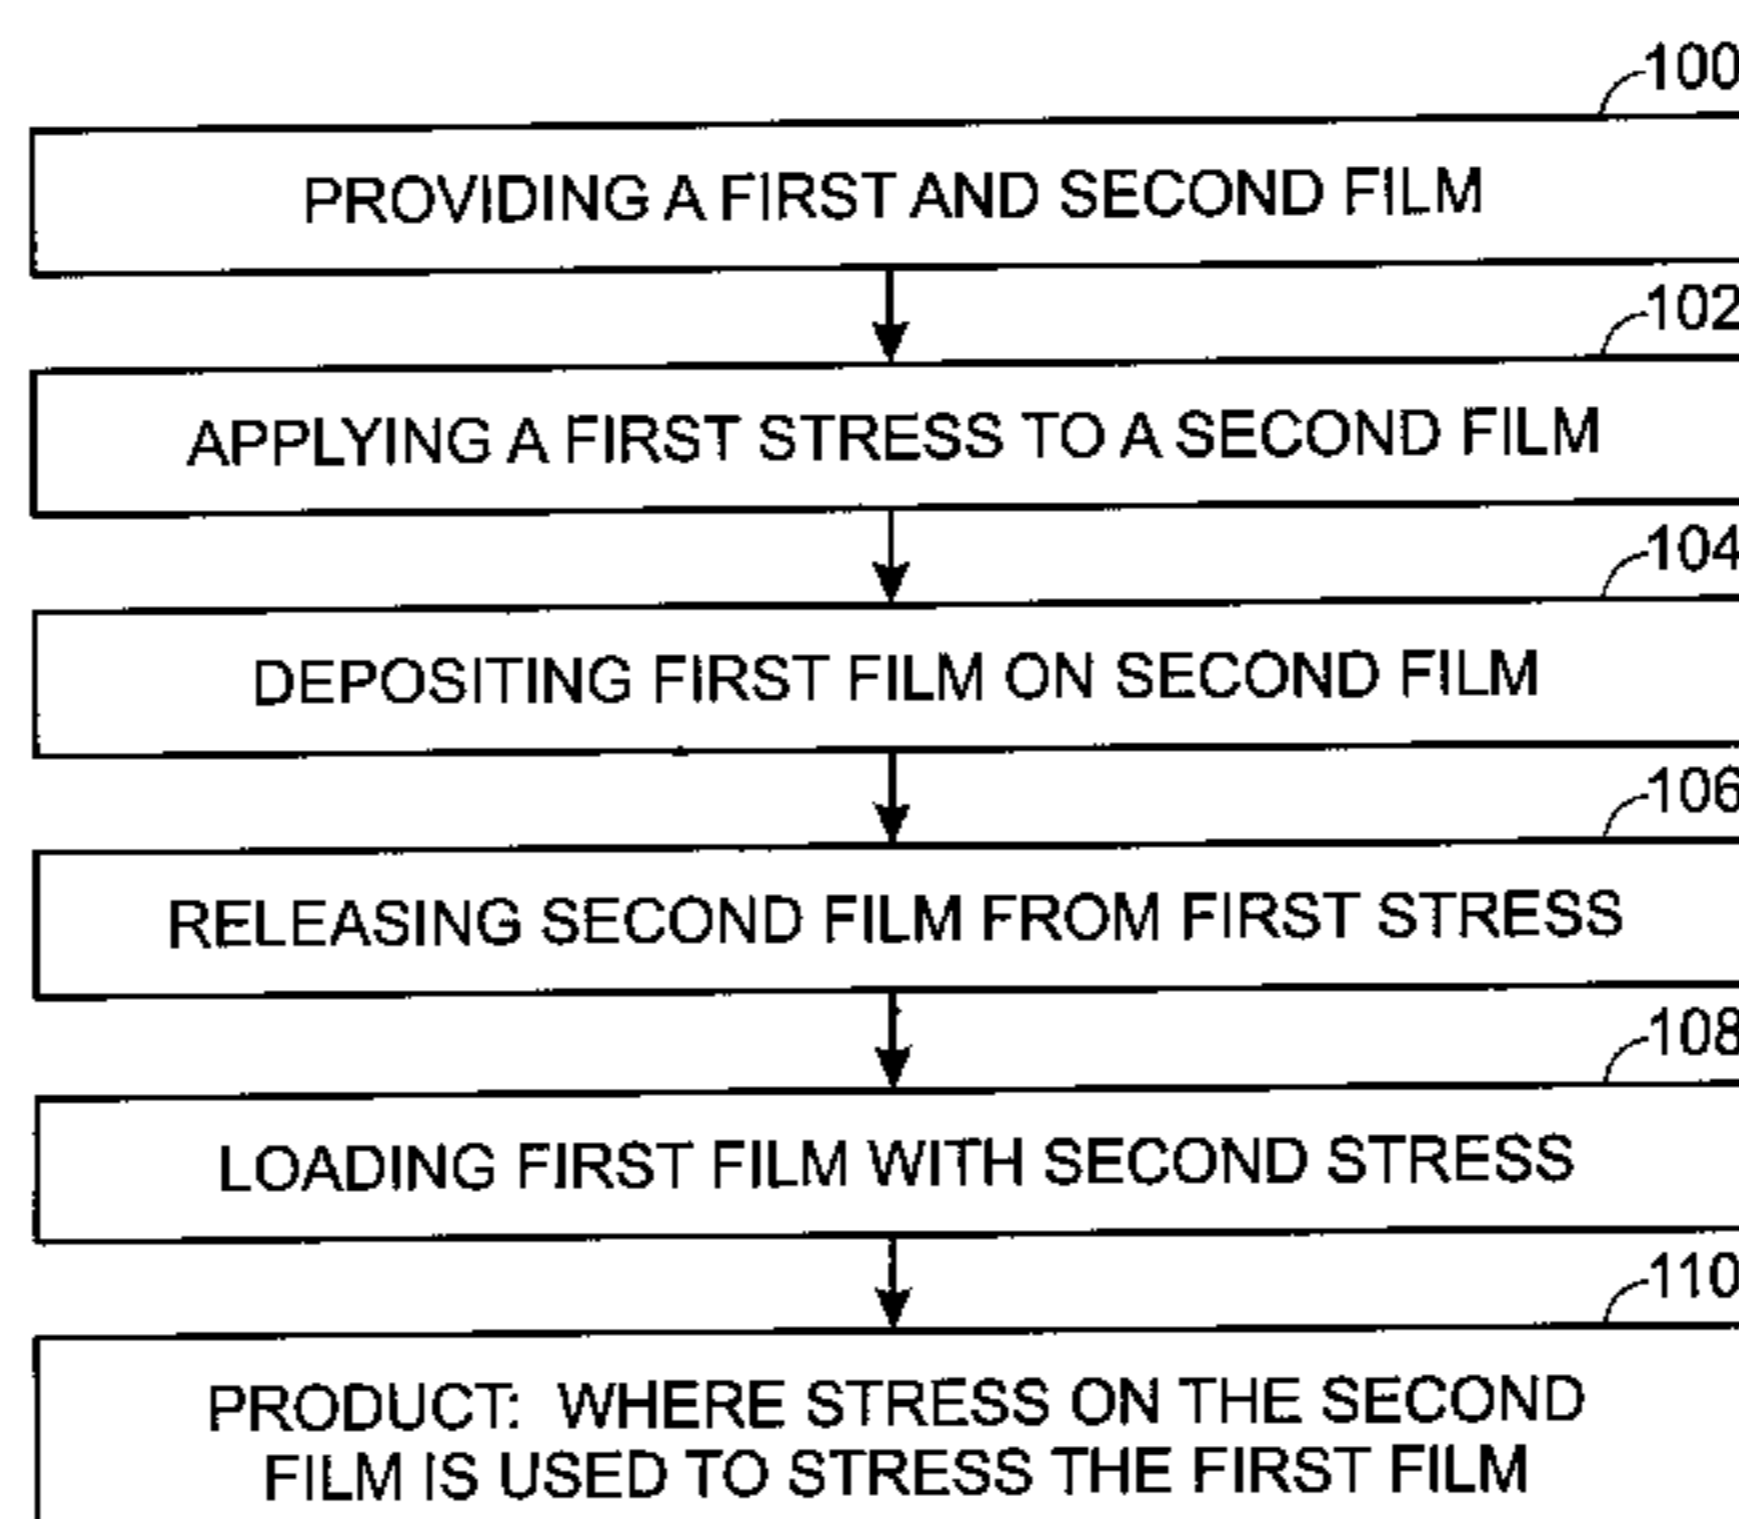 100
PROVIDING A FIRST AND SECOND FILM
102
APPLYING A FIRST STRESS TO A SECOND FILM
104
DEPOSITING FIRST FILM ON SECOND FILM
106
RELEASING SECOND FILM FROM FIRST STRESS
108
LOADING FIRST FILM WITH SECOND STRESS
110
PRODUCT: WHERE STRESS ON THE SECOND
FILM IS USED TO STRESS THE FIRST FILM